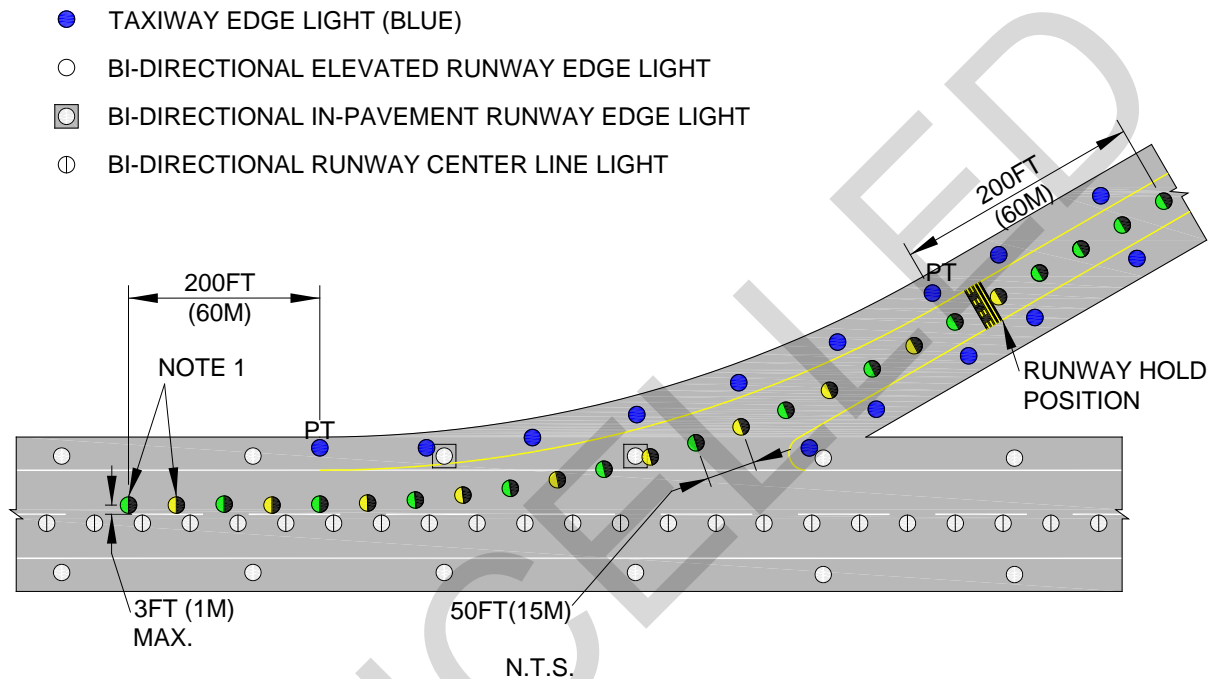 TAXIWAY EDGE LIGHT (BLUE)
BI-DIRECTIONAL ELEVATED RUNWAY EDGE LIGHT
BI-DIRECTIONAL IN-PAVEMENT RUNWAY EDGE LIGHT
BI-DIRECTIONAL RUNWAY CENTER LINE LIGHT
200FT
(60M)
PT
200FT
(60M)
NOTE 1
RUNWAY HOLD
POSITION
PT
3FT (1M)
MAX.
50FT(15M)
N.T.S.
CANCELLED